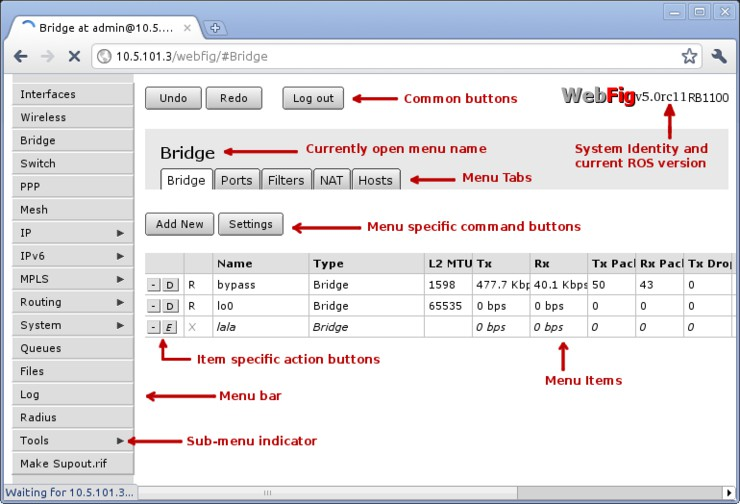 Bridge at admin@10.5....
10.5.101.3/webfig/#Bridge
Interfaces
Wireless
Bridge
Switch
PPP
Mesh
IP
IPv6
MPLS
Routing
System
Queues
Files
Log
Radius
Tools
Make Supout.rif
Undo Redo Log out
Common buttons
WebFig v5.0rc11 RB1100
System Identity and
current ROS version
Bridge
Currently open menu name
Bridge Ports Filters NAT Hosts
Menu Tabs
Add New Settings
Menu specific command buttons
Name Type L2 MTU Tx Rx Tx Pac Rx Pac Tx Drop
- D R bypass Bridge 1598 477.7 Kbp 40.1 Kbps 50 43 0
- D R lo0 Bridge 65535 0 bps 0 bps 0 0 0
- E X lala Bridge 0 bps 0 bps 0 0 0
Item specific action buttons
Menu Items
Menu bar
Sub-menu indicator
Waiting for 10.5.101.3...